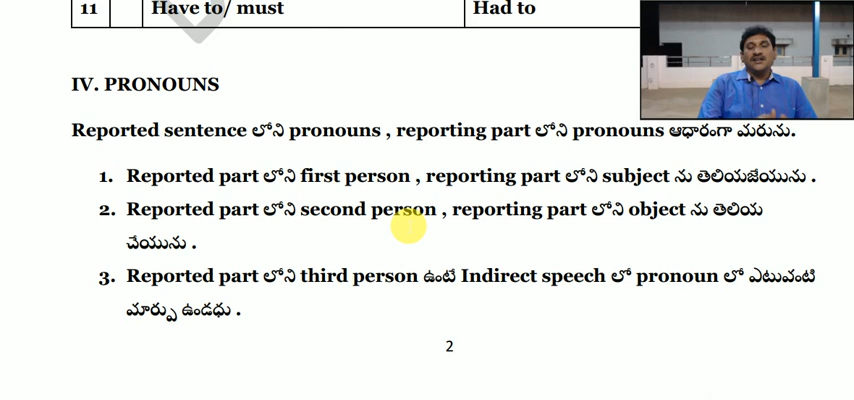 11 Have to/ must Had to
IV. PRONOUNS
Reported sentence లోని pronouns , reporting part లోని pronouns ఆధారంగా మరును.
1. Reported part లోని first person , reporting part లోని subject ను తెలియజేయును .
2. Reported part లోని second person , reporting part లోని object ను తెలియ
చేయును .
3. Reported part లోని third person ఉంటే Indirect speech లో pronoun లో ఎటువంటి
మార్పు ఉండధు .
2